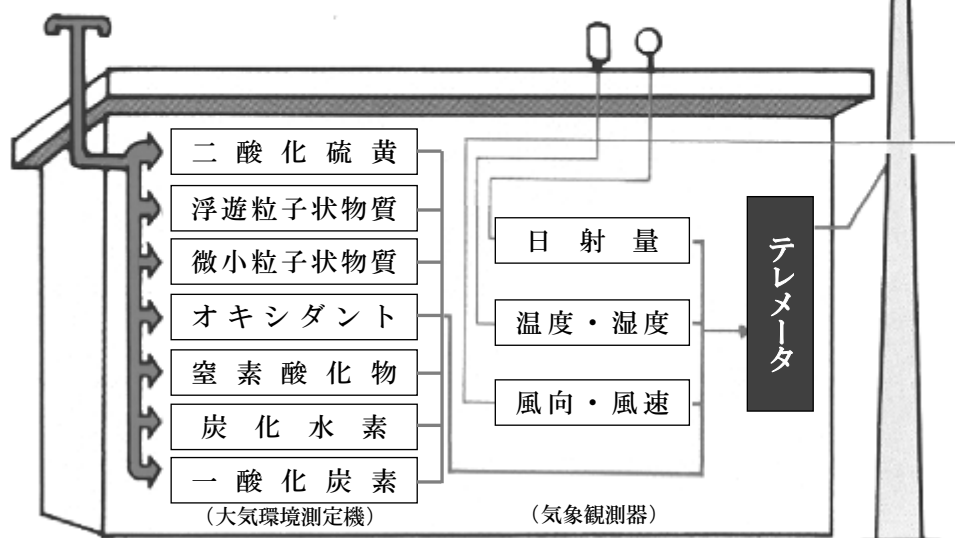 二酸化硫黄
浮遊粒子状物質
微小粒子状物質
オキシダント
窒素酸化物
炭化水素
一酸化炭素
（大気環境測定機）
日射量
温度・湿度
風向・風速
（気象観測器）
テレメータ